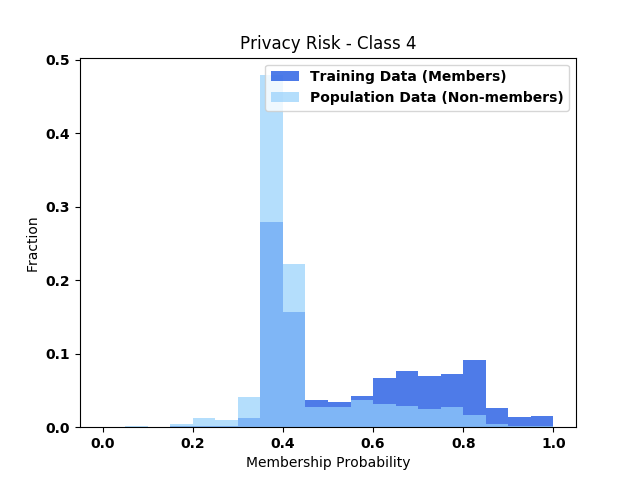 Privacy Risk - Class 4
Training Data (Members)
Population Data (Non-members)
Fraction
0.5
0.4
0.3
0.2
0.1
0.0
0.0 0.2 0.4 0.6 0.8 1.0
Membership Probability